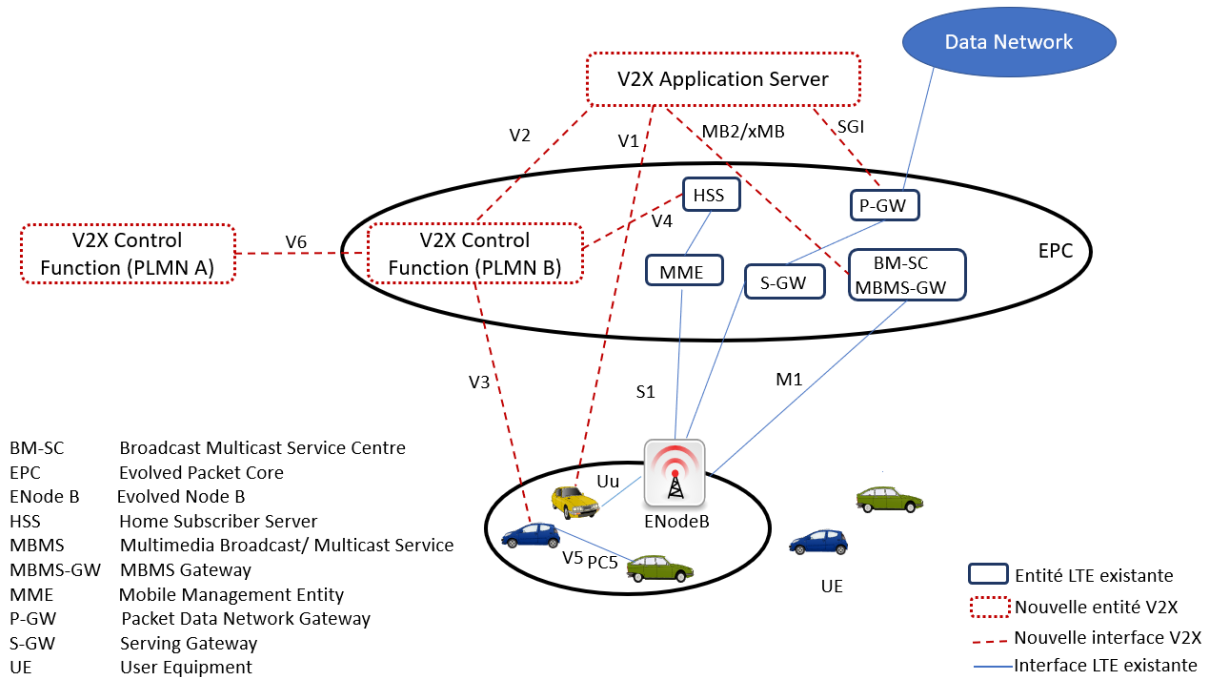 Data Network
V2X Application Server
V2
V1
MB2/xMB
SGI
HSS
P-GW
V4
V2X Control
Function (PLMN A)
V6
V2X Control
Function (PLMN B)
EPC
MME
S-GW
BM-SC
MBMS-GW
V3
S1
M1
BM-SC Broadcast Multicast Service Centre
EPC Evolved Packet Core
ENode B Evolved Node B
HSS Home Subscriber Server
MBMS Multimedia Broadcast/ Multicast Service
MBMS-GW MBMS Gateway
MME Mobile Management Entity
P-GW Packet Data Network Gateway
S-GW Serving Gateway
UE User Equipment
Uu
ENodeB
V5 PC5
UE
Entité LTE existante
Nouvelle entité V2X
Nouvelle interface V2X
Interface LTE existante